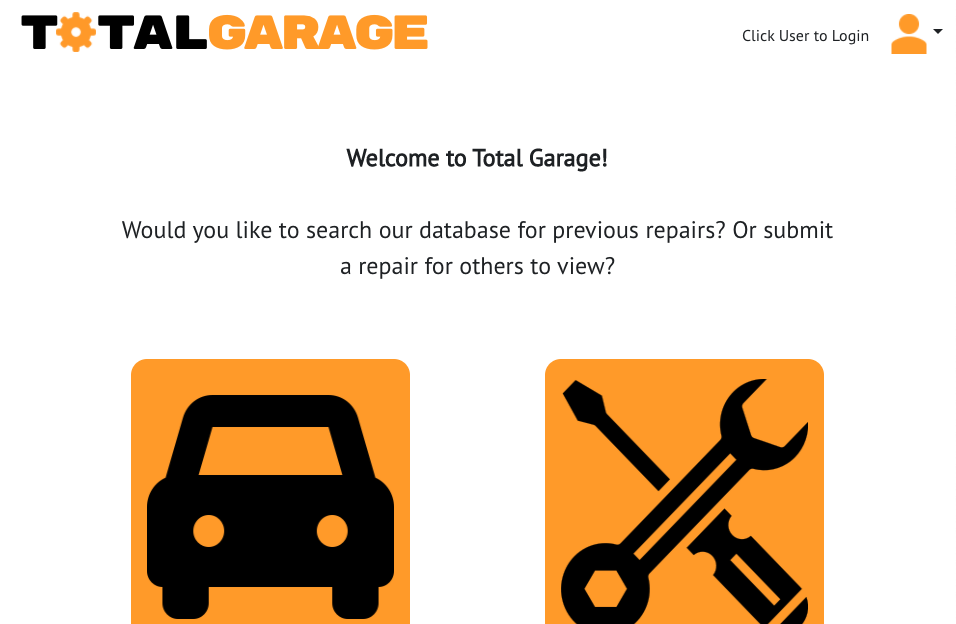 TOTALGARAGE
Click User to Login
Welcome to Total Garage!
Would you like to search our database for previous repairs? Or submit
a repair for others to view?